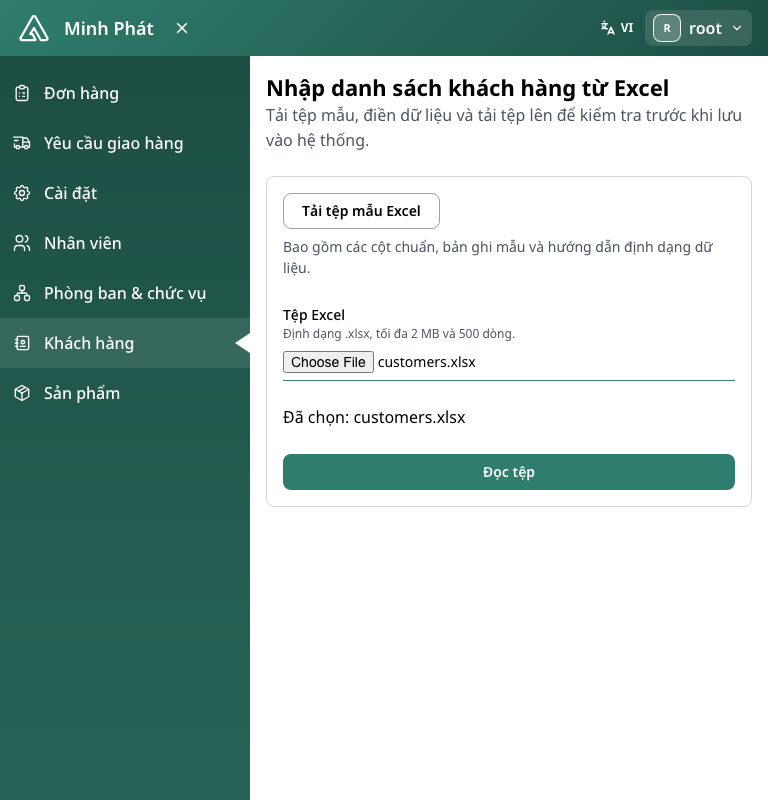 Minh Phát
VI
R
root
Đơn hàng
Yêu cầu giao hàng
Cài đặt
Nhân viên
Phòng ban & chức vụ
Khách hàng
Sản phẩm
Nhập danh sách khách hàng từ Excel
Tải tệp mẫu, điền dữ liệu và tải tệp lên để kiểm tra trước khi lưu
vào hệ thống.
Tải tệp mẫu Excel
Bao gồm các cột chuẩn, bản ghi mẫu và hướng dẫn định dạng dữ
liệu.
Tệp Excel
Định dạng .xlsx, tối đa 2 MB và 500 dòng.
Choose File customers.xlsx
Đã chọn: customers.xlsx
Đọc tệp